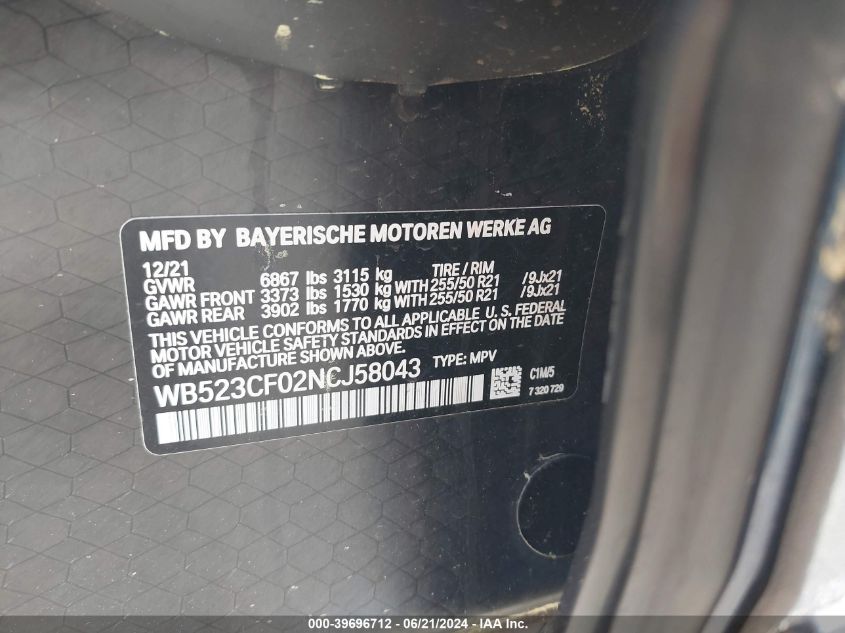 MFD BY BAYERISCHE MOTOREN WERKE AG
12/21 TIRE / RIM
GVWR 6867 lbs 3115 kg
GAWR FRONT 3373 lbs 1530 kg WITH 255/50 R21 /9Jx21
GAWR REAR 3902 lbs 1770 kg WITH 255/50 R21 /9Jx21
THIS VEHICLE CONFORMS TO ALL APPLICABLE U. S. FEDERAL
MOTOR VEHICLE SAFETY STANDARDS IN EFFECT ON THE DATE
OF MANUFACTURE SHOWN ABOVE. TYPE: MPV
WB523CF02NCJ58043
C1M/5
7 320 729
000-39696712 - 06/21/2024 - IAA Inc.